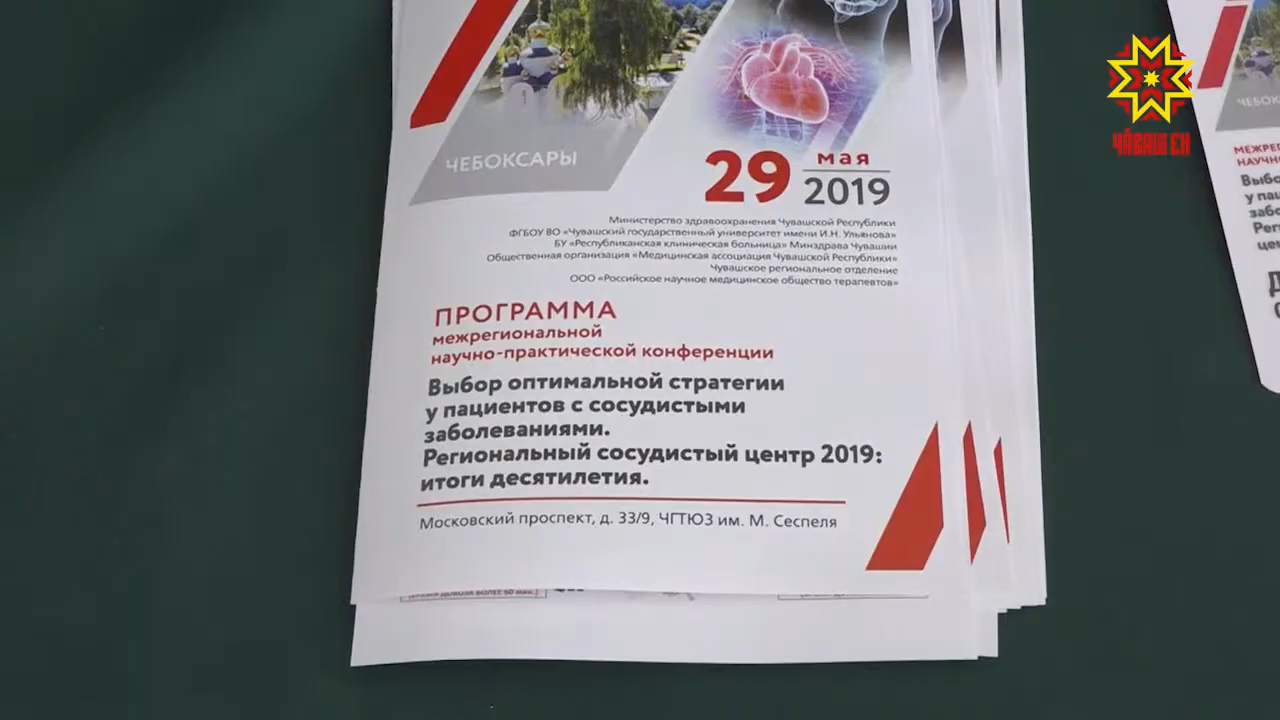 ЧЕБОКСАРЫ
29 мая
2019
Министерство здравоохранения Чувашской Республики
ФГБОУ ВО «Чувашский государственный университет имени И.Н. Ульянова»
БУ «Республиканская клиническая больница» Минздрава Чувашии
Общественная организация «Медицинская ассоциация Чувашской Республики»
Чувашское региональное отделение
ООО «Российское научное медицинское общество терапевтов»
ПРОГРАММА
межрегиональной
научно-практической конференции
Выбор оптимальной стратегии
у пациентов с сосудистыми
заболеваниями.
Региональный сосудистый центр 2019:
итоги десятилетия.
Московский проспект, д. 33/9, ЧГТЮЗ им. М. Сеспеля
ЧӐВАШ ЕН